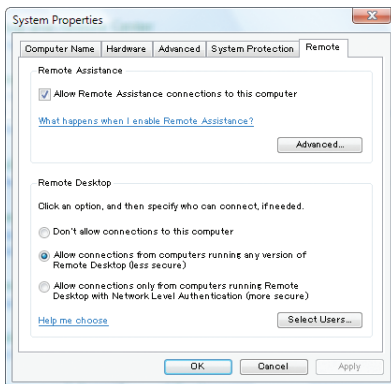 System Properties
Computer Name Hardware Advanced System Protection Remote
Remote Assistance
Allow Remote Assistance connections to this computer
What happens when I enable Remote Assistance?
Advanced...
Remote Desktop
Click an option, and then specify who can connect, if needed.
Don't allow connections to this computer
Allow connections from computers running any version of
Remote Desktop (less secure)
Allow connections only from computers running Remote
Desktop with Network Level Authentication (more secure)
Help me choose
Select Users...
OK Cancel Apply